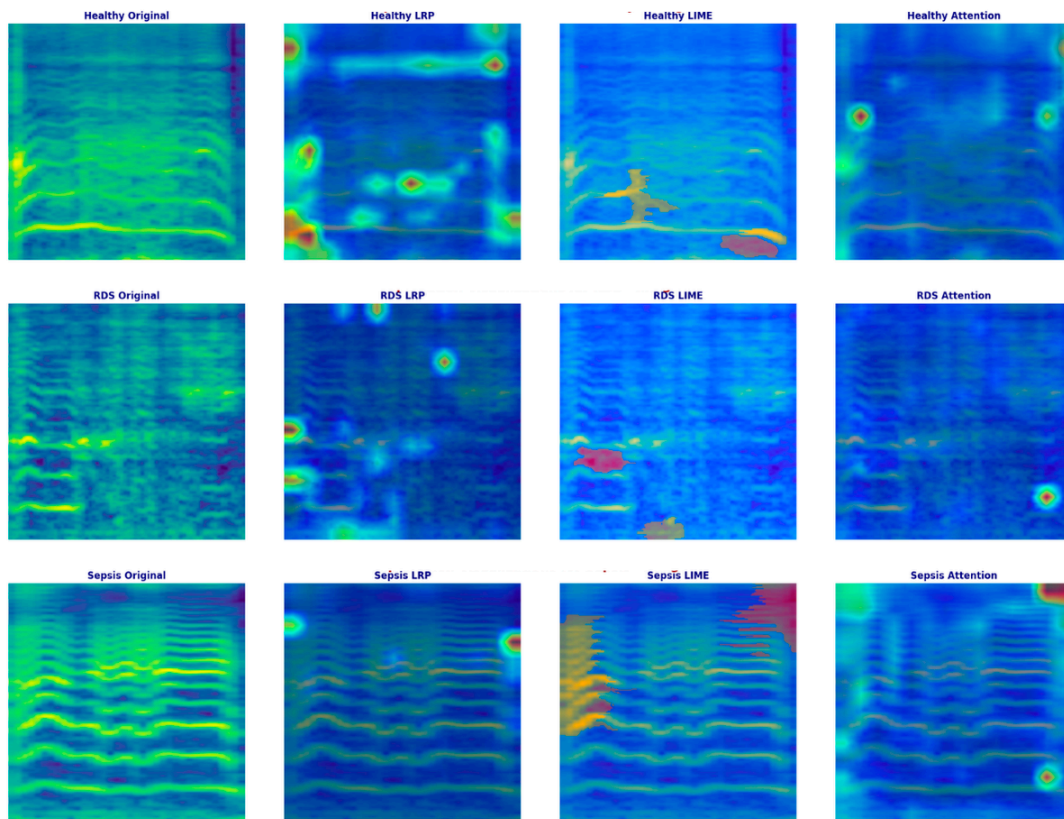 Healthy Original
Healthy LRP
Healthy LIME
Healthy Attention
RDS Original
RDS LRP
RDS LIME
RDS Attention
Sepsis Original
Sepsis LRP
Sepsis LIME
Sepsis Attention